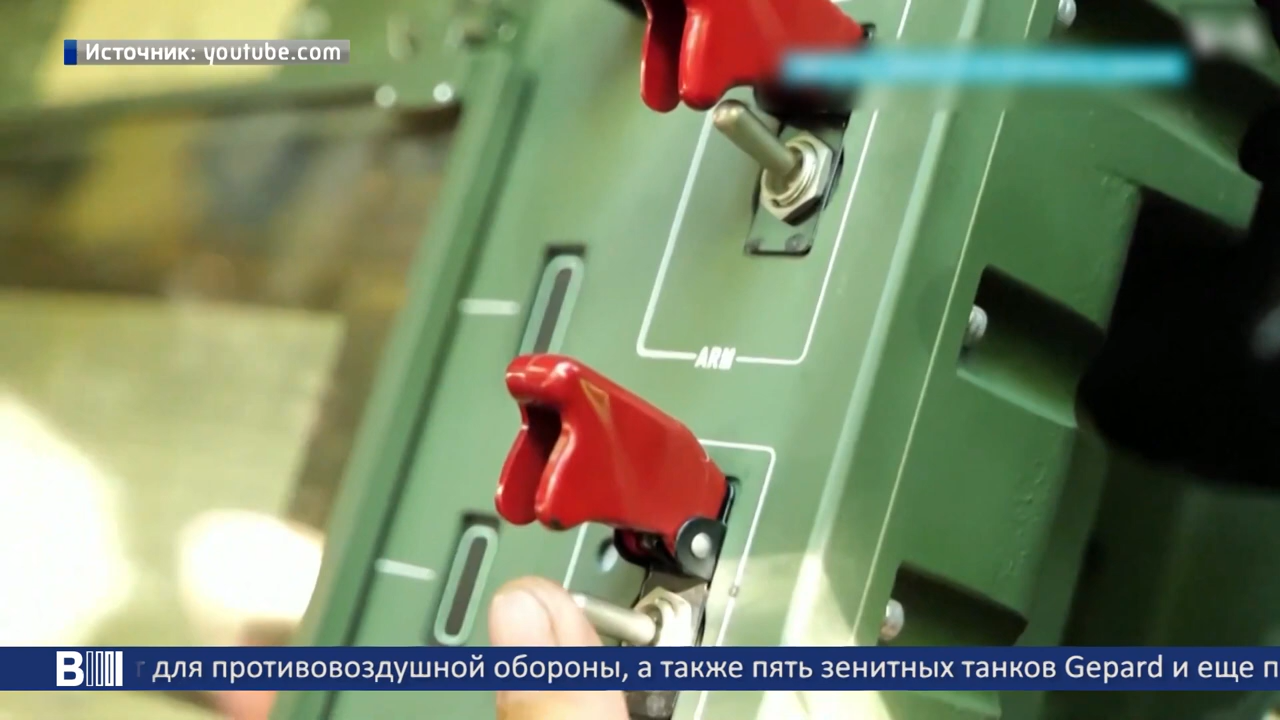 Источник: youtube.com
ARM
для противовоздушной обороны, а также пять зенитных танков Gepard и еще п